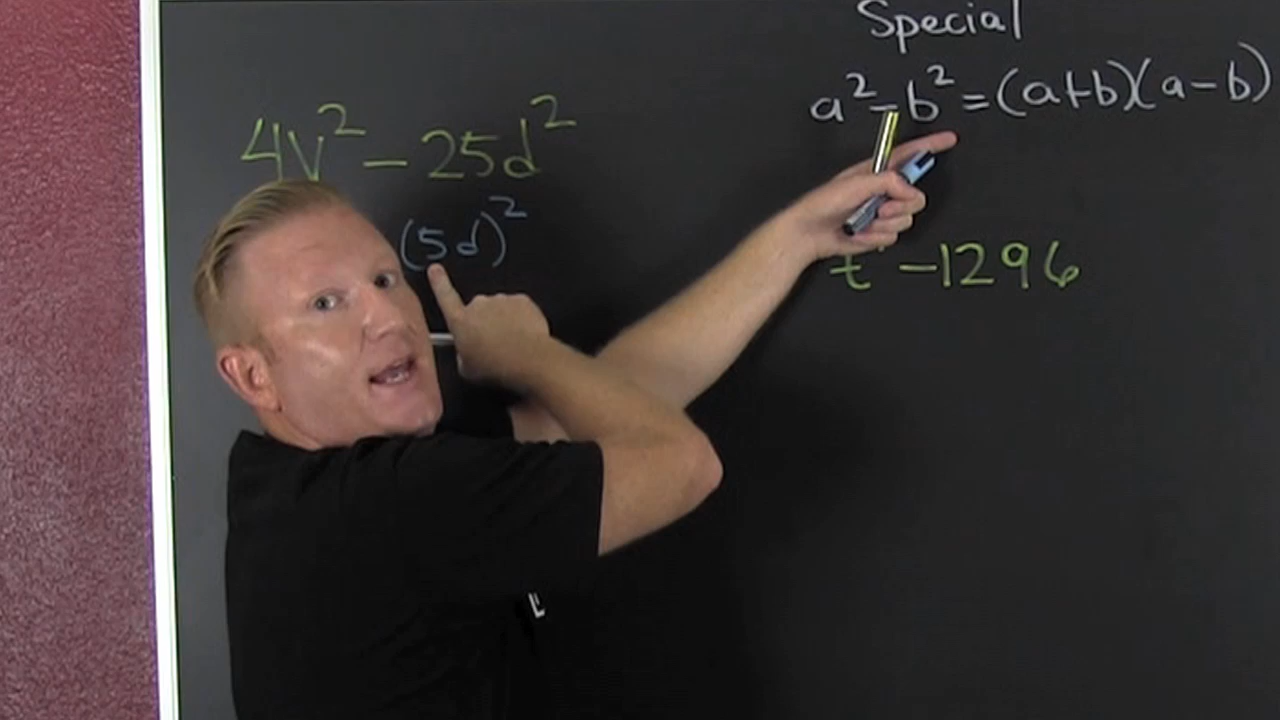 Special
a² - b² = (a+b)(a-b)
4v² - 25d²
(5d)²
t - 1296